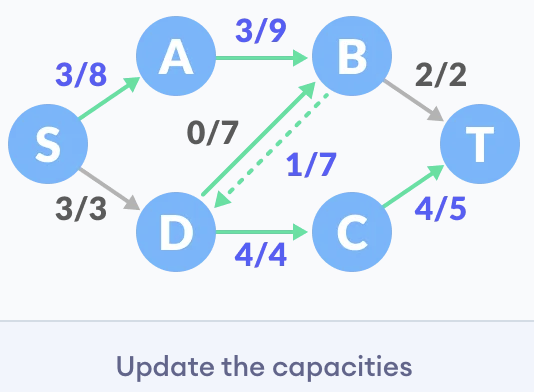 3/9
A
B
3/8
2/2
0/7
S
T
1/7
3/3
4/5
D
C
4/4
Update the capacities